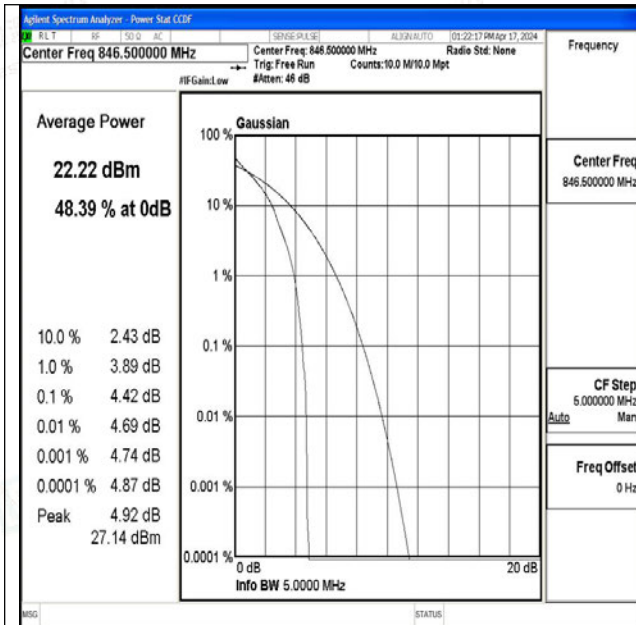 Agilent Spectrum Analyzer - Power Stat CCDF
RL T RF 50 Ω AC SENSE:PULSE ALIGN AUTO 01:22:17 PM Apr 17, 2024
Center Freq 846.500000 MHz
Center Freq: 846.500000 MHz Radio Std: None
Trig: Free Run Counts:10.0 M/10.0 Mpt
#IFGain:Low #Atten: 46 dB
Frequency
Average Power
22.22 dBm
48.39 % at 0dB
10.0 % 2.43 dB
1.0 % 3.89 dB
0.1 % 4.42 dB
0.01 % 4.69 dB
0.001 % 4.74 dB
0.0001 % 4.87 dB
Peak 4.92 dB
27.14 dBm
Gaussian
100 %
10 %
1 %
0.1 %
0.01 %
0.001 %
0.0001 %
0 dB 20 dB
Info BW 5.0000 MHz
Center Freq
846.500000 MHz
CF Step
5.000000 MHz
Auto Man
Freq Offset
0 Hz
MSG STATUS